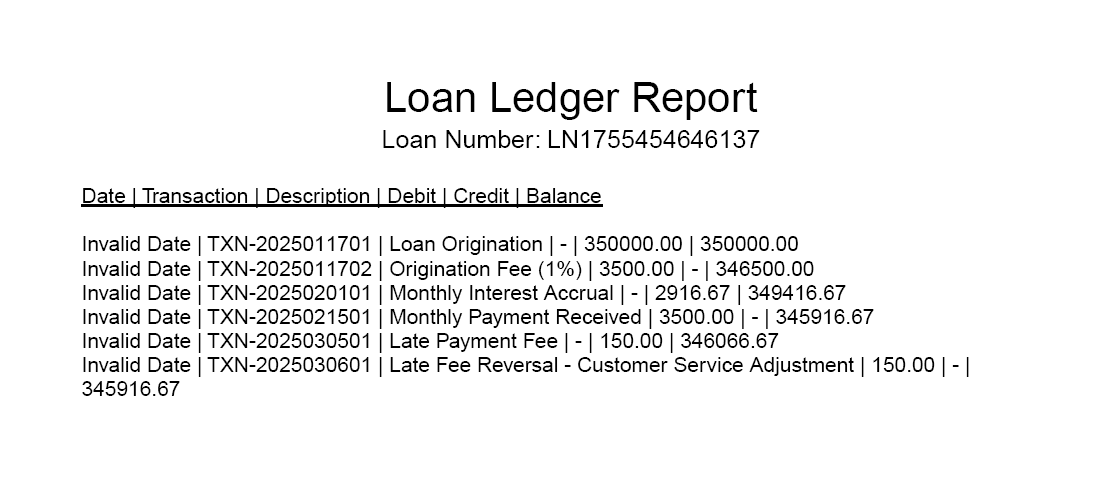 Loan Ledger Report
Loan Number: LN1755454646137
Date | Transaction | Description | Debit | Credit | Balance
Invalid Date | TXN-2025011701 | Loan Origination | - | 350000.00 | 350000.00
Invalid Date | TXN-2025011702 | Origination Fee (1%) | 3500.00 | - | 346500.00
Invalid Date | TXN-2025020101 | Monthly Interest Accrual | - | 2916.67 | 349416.67
Invalid Date | TXN-2025021501 | Monthly Payment Received | 3500.00 | - | 345916.67
Invalid Date | TXN-2025030501 | Late Payment Fee | - | 150.00 | 346066.67
Invalid Date | TXN-2025030601 | Late Fee Reversal - Customer Service Adjustment | 150.00 | - |
345916.67